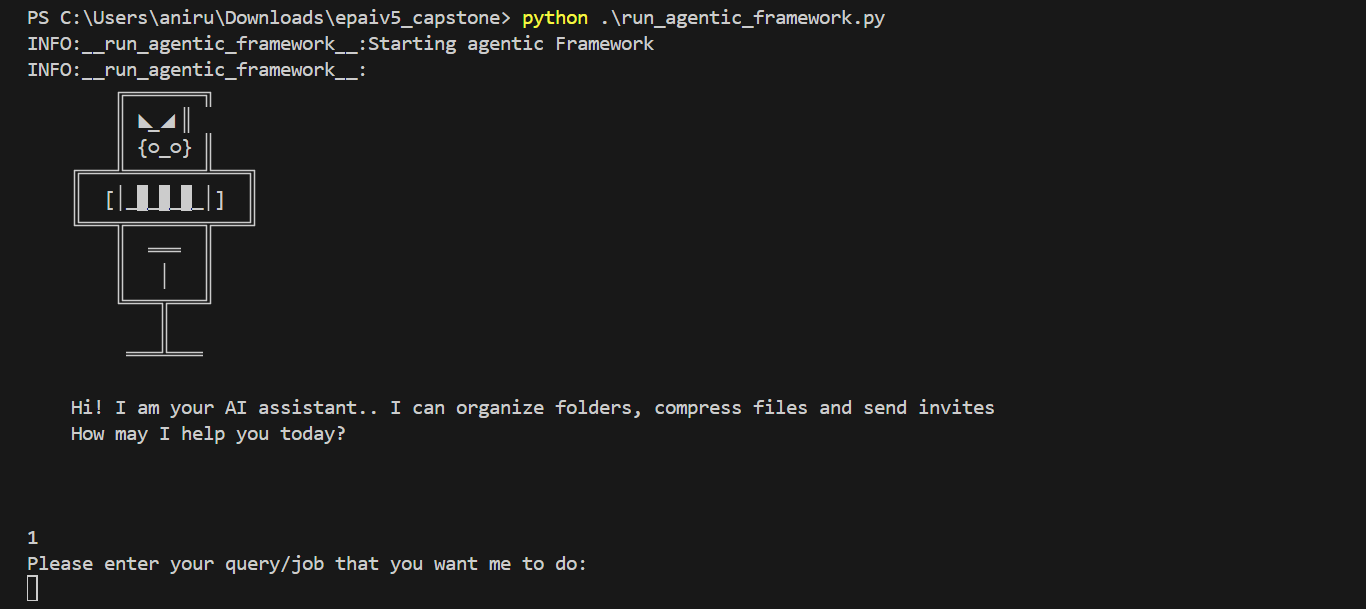 PS C:\Users\aniru\Downloads\epaiv5_capstone> python .\run_agentic_framework.py
INFO:__run_agentic_framework__:Starting agentic Framework
INFO:__run_agentic_framework__:
◣_◢║
{o_o}
[|_█_█_█_|]
Hi! I am your AI assistant.. I can organize folders, compress files and send invites
How may I help you today?
1
Please enter your query/job that you want me to do: